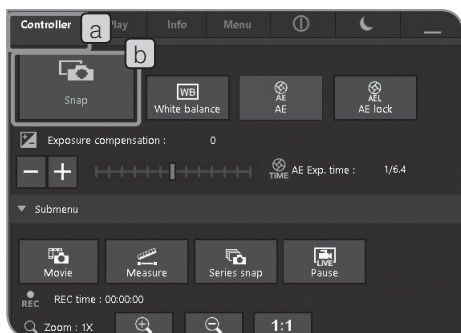 Controller Play Info Menu
a
b
Snap
WB
White balance
AE
AE
AEL
AE lock
Exposure compensation : 0
TIME AE Exp. time : 1/6.4
Submenu
Movie
Measure
Series snap
LIVE
Pause
REC REC time : 00:00:00
Zoom : 1X
1:1